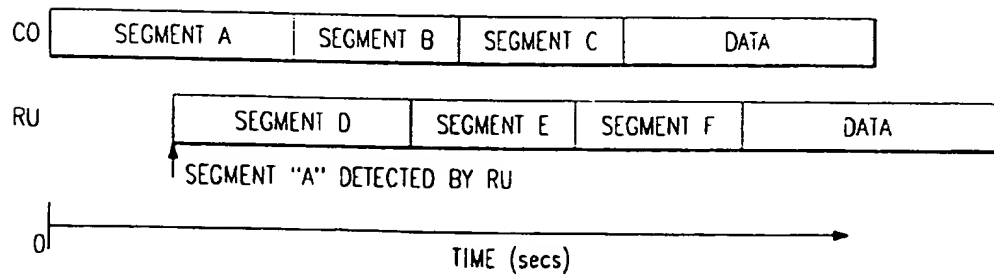 CO SEGMENT A SEGMENT B SEGMENT C DATA
RU SEGMENT D SEGMENT E SEGMENT F DATA
SEGMENT "A" DETECTED BY RU
0
TIME (secs)